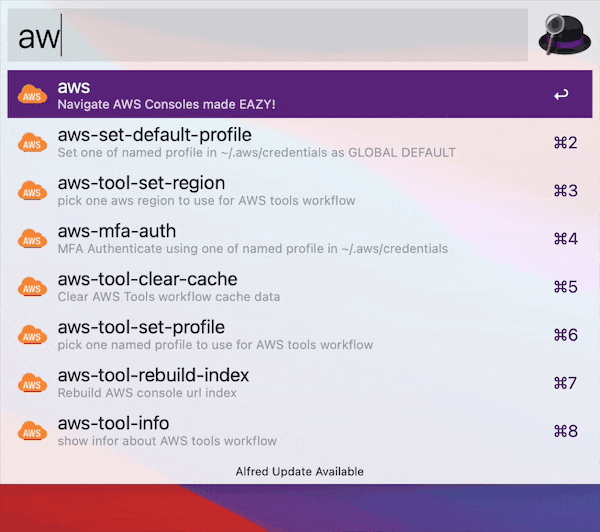 aw
AWS
aws
Navigate AWS Consoles made EAZY!
↩
AWS
aws-set-default-profile
Set one of named profile in ~/.aws/credentials as GLOBAL DEFAULT
⌘2
AWS
aws-tool-set-region
pick one aws region to use for AWS tools workflow
⌘3
AWS
aws-mfa-auth
MFA Authenticate using one of named profile in ~/.aws/credentials
⌘4
AWS
aws-tool-clear-cache
Clear AWS Tools workflow cache data
⌘5
AWS
aws-tool-set-profile
pick one named profile to use for AWS tools workflow
⌘6
AWS
aws-tool-rebuild-index
Rebuild AWS console url index
⌘7
AWS
aws-tool-info
show infor about AWS tools workflow
⌘8
Alfred Update Available